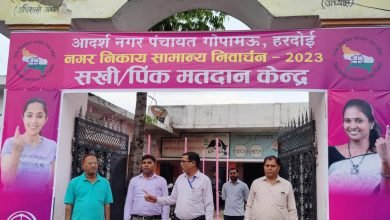 आदर्श नगर पंचायत गोपामऊ, हरदोई
नगर निकाय सामान्य निर्वाचन - 2023
सखी/पिंक मतदान केन्द्र